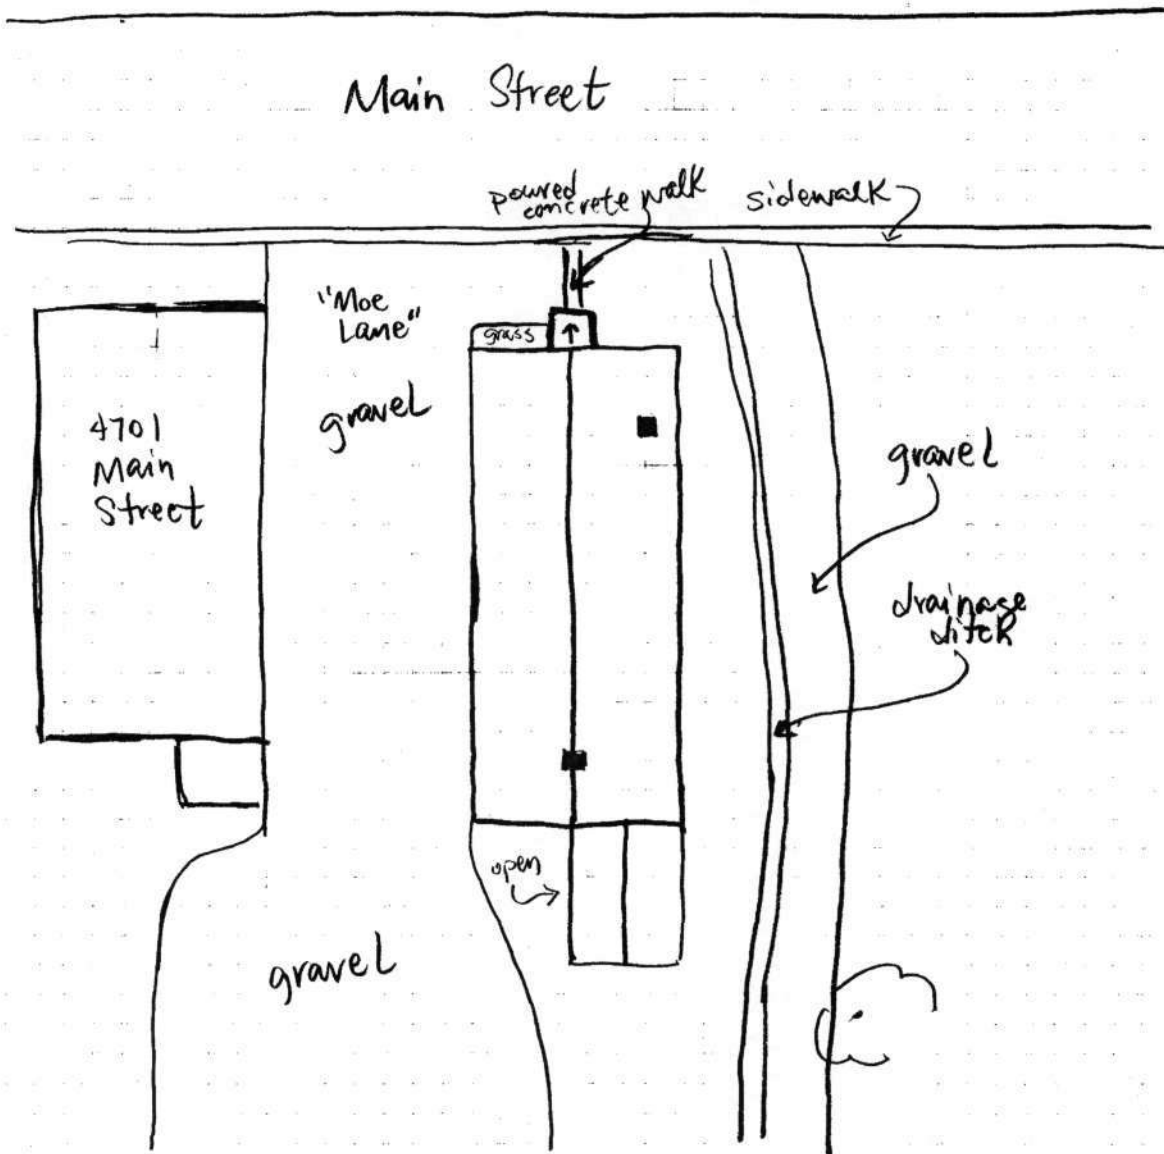 Main Street
poured
concrete walk
sidewalk
"Moe
Lane"
grass
gravel
4701
Main
Street
gravel
drainage
ditch
open
gravel